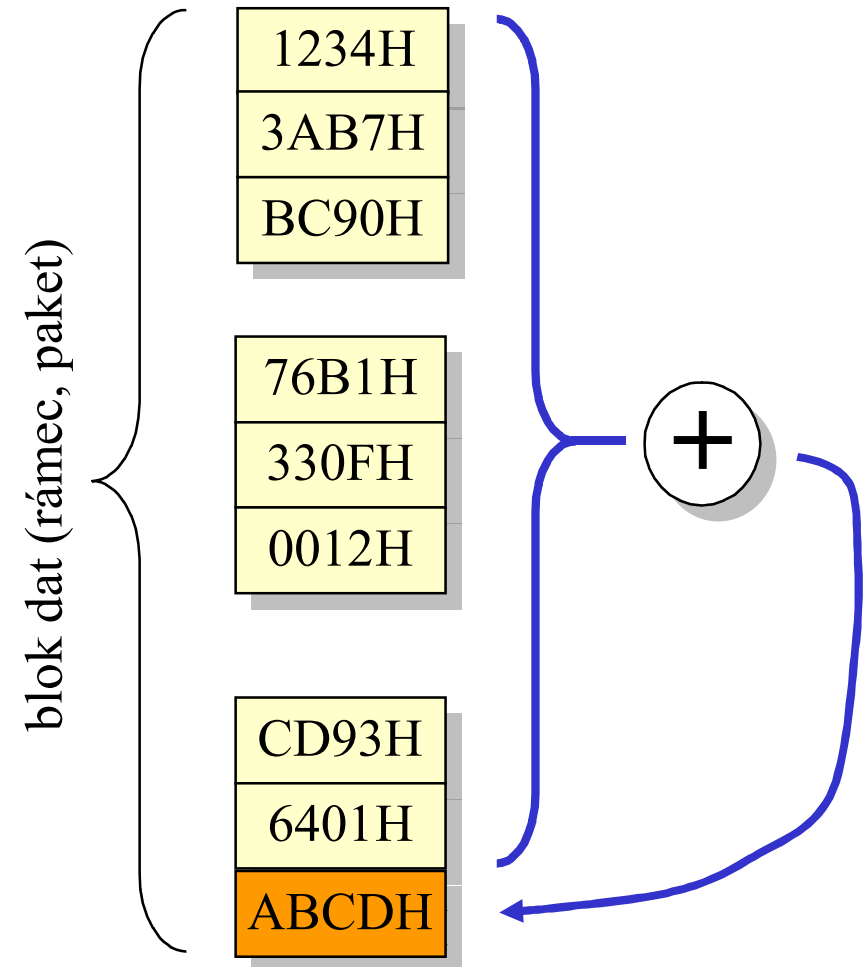 blok dat (rámec, paket)
1234H
3AB7H
BC90H
76B1H
330FH
0012H
CD93H
6401H
ABCDH
+